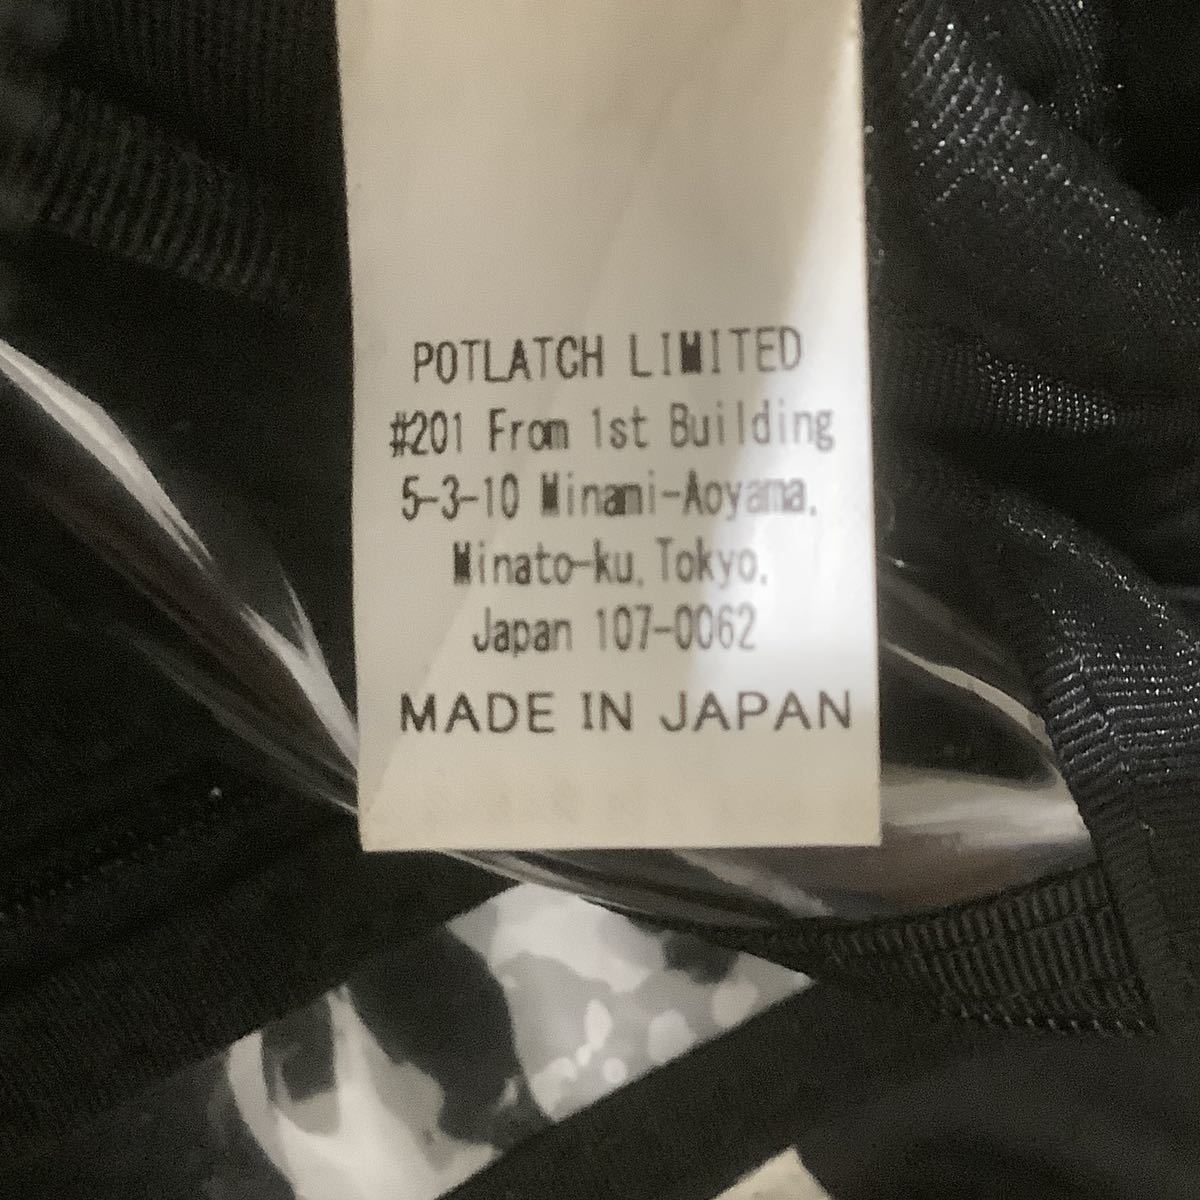 POTLATCH LIMITED
#201 From 1st Building
5-3-10 Minami-Aoyama,
Minato-ku, Tokyo,
Japan 107-0062
MADE IN JAPAN